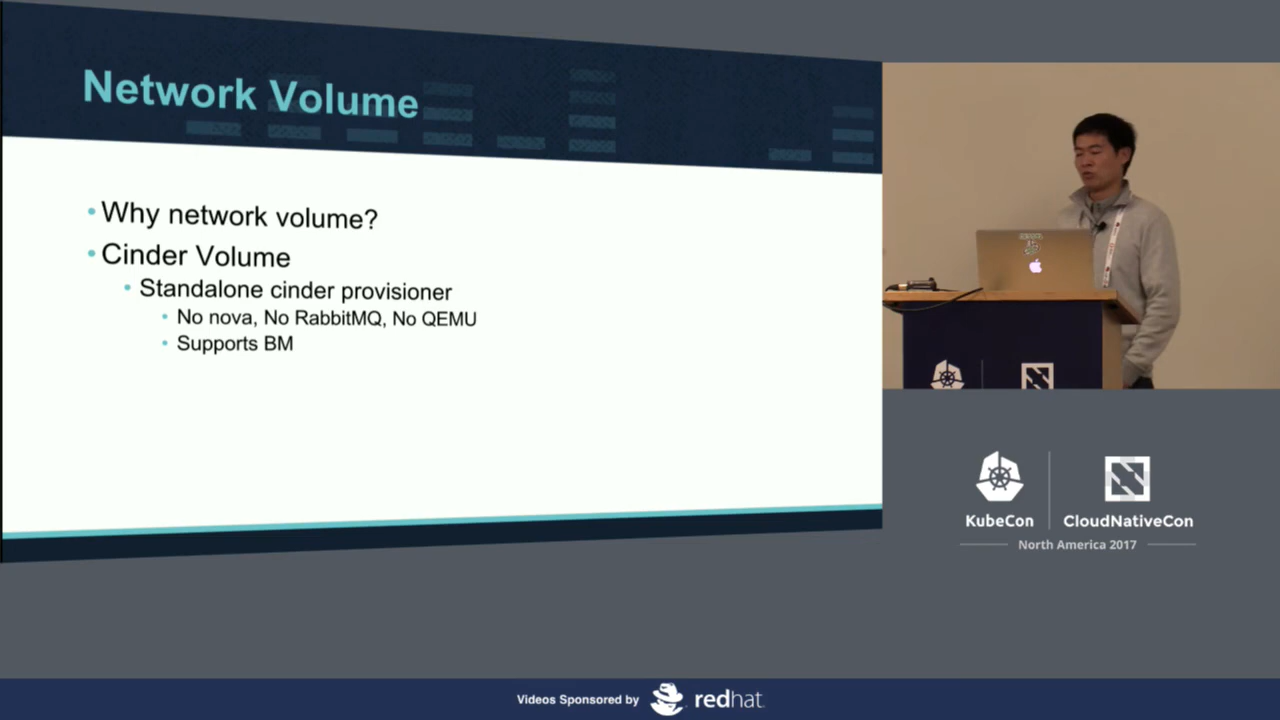 Network Volume
• Why network volume?
• Cinder Volume
• Standalone cinder provisioner
• No nova, No RabbitMQ, No QEMU
• Supports BM
KubeCon
CloudNativeCon
North America 2017
Videos Sponsored by
redhat